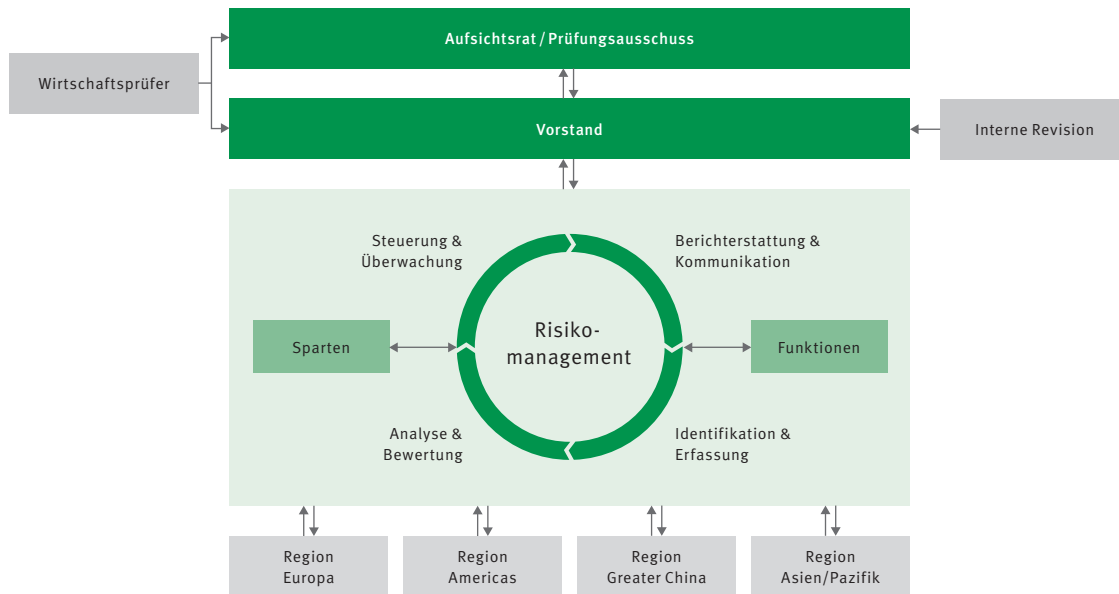 Aufsichtsrat / Prüfungsausschuss
Wirtschaftsprüfer
Vorstand
Interne Revision
Steuerung &
Überwachung
Berichterstattung &
Kommunikation
Sparten
Risiko-
management
Funktionen
Analyse &
Bewertung
Identifikation &
Erfassung
Region
Europa
Region
Americas
Region
Greater China
Region
Asien/Pazifik